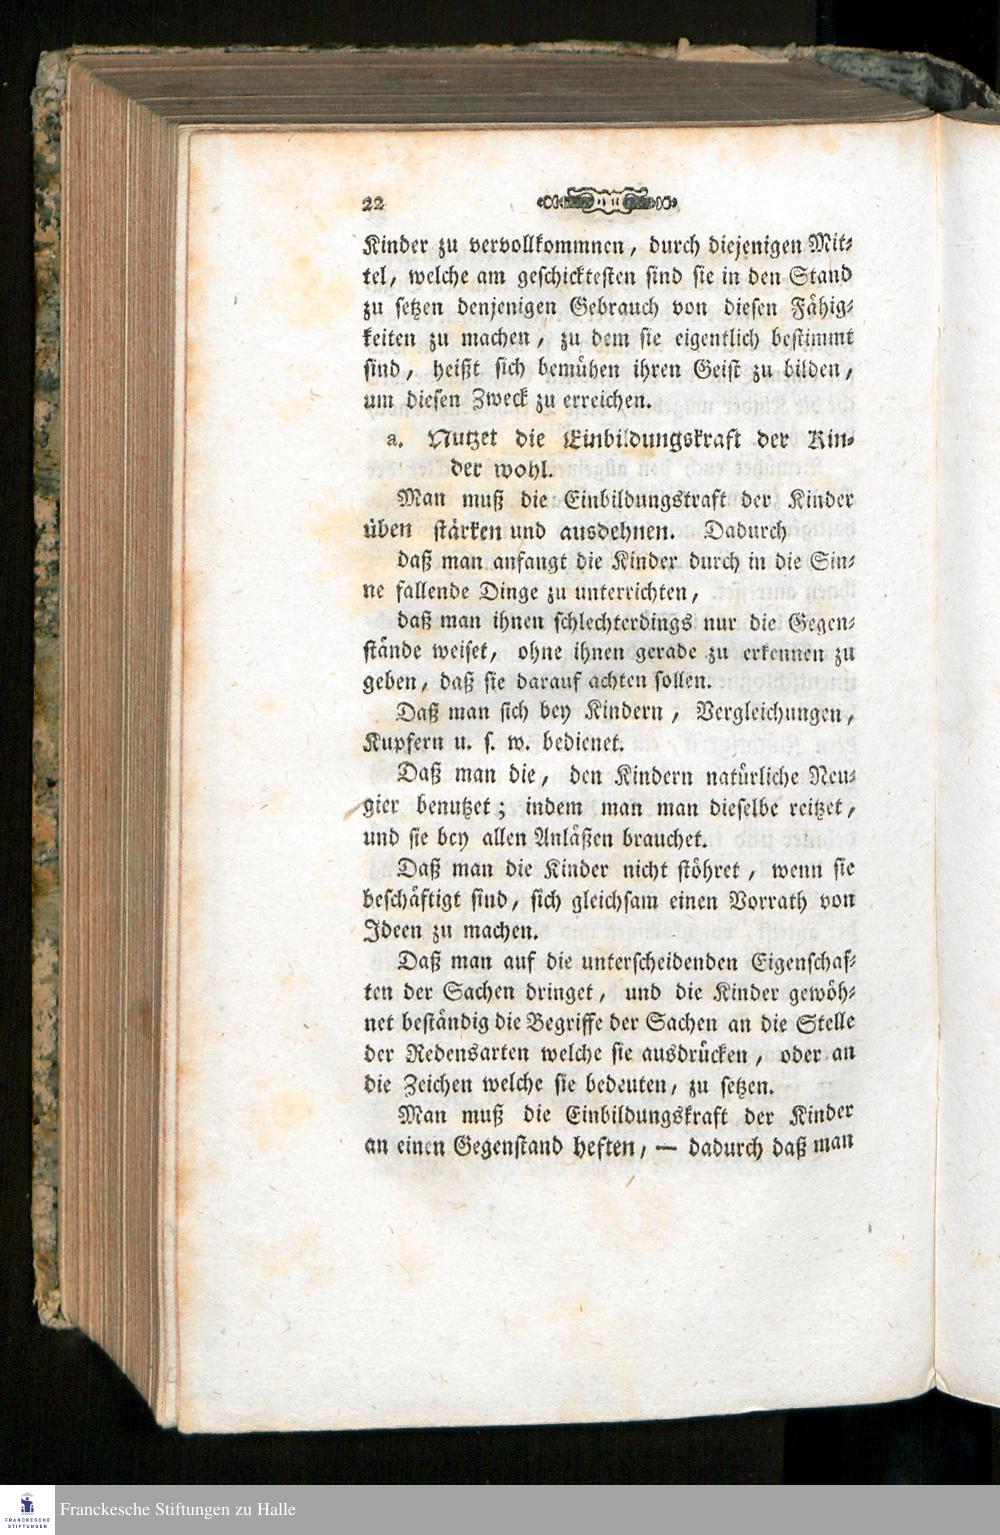 22
Kinder zu vervollkommnen, durch diejenigen Mit-
tel, welche am geschicktesten sind sie in den Stand
zu setzen denjenigen Gebrauch von diesen Fähig-
keiten zu machen, zu dem sie eigentlich bestimmt
sind, heißt sich bemühen ihren Geist zu bilden,
um diesen Zweck zu erreichen.
a. Nutzet die Einbildungskraft der Kin-
der wohl.
Man muß die Einbildungskraft der Kinder
üben stärken und ausdehnen. Dadurch
daß man anfangt die Kinder durch in die Sin-
ne fallende Dinge zu unterrichten,
daß man ihnen schlechterdings nur die Gegen-
stände weiset, ohne ihnen gerade zu erkennen zu
geben, daß sie darauf achten sollen.
Daß man sich bey Kindern, Vergleichungen,
Kupfern u. s. w. bedienet.
Daß man die, den Kindern natürliche Neu-
gier benutzet; indem man man dieselbe reitzet,
und sie bey allen Anläßen brauchet.
Daß man die Kinder nicht stöhret, wenn sie
beschäftigt sind, sich gleichsam einen Vorrath von
Ideen zu machen.
Daß man auf die unterscheidenden Eigenschaf-
ten der Sachen dringet, und die Kinder gewöh-
net beständig die Begriffe der Sachen an die Stelle
der Redensarten welche sie ausdrücken, oder an
die Zeichen welche sie bedeuten, zu setzen.
Man muß die Einbildungskraft der Kinder
an einen Gegenstand heften, — dadurch daß man
FRANCKESCHE
STIFTUNGEN
Franckesche Stiftungen zu Halle